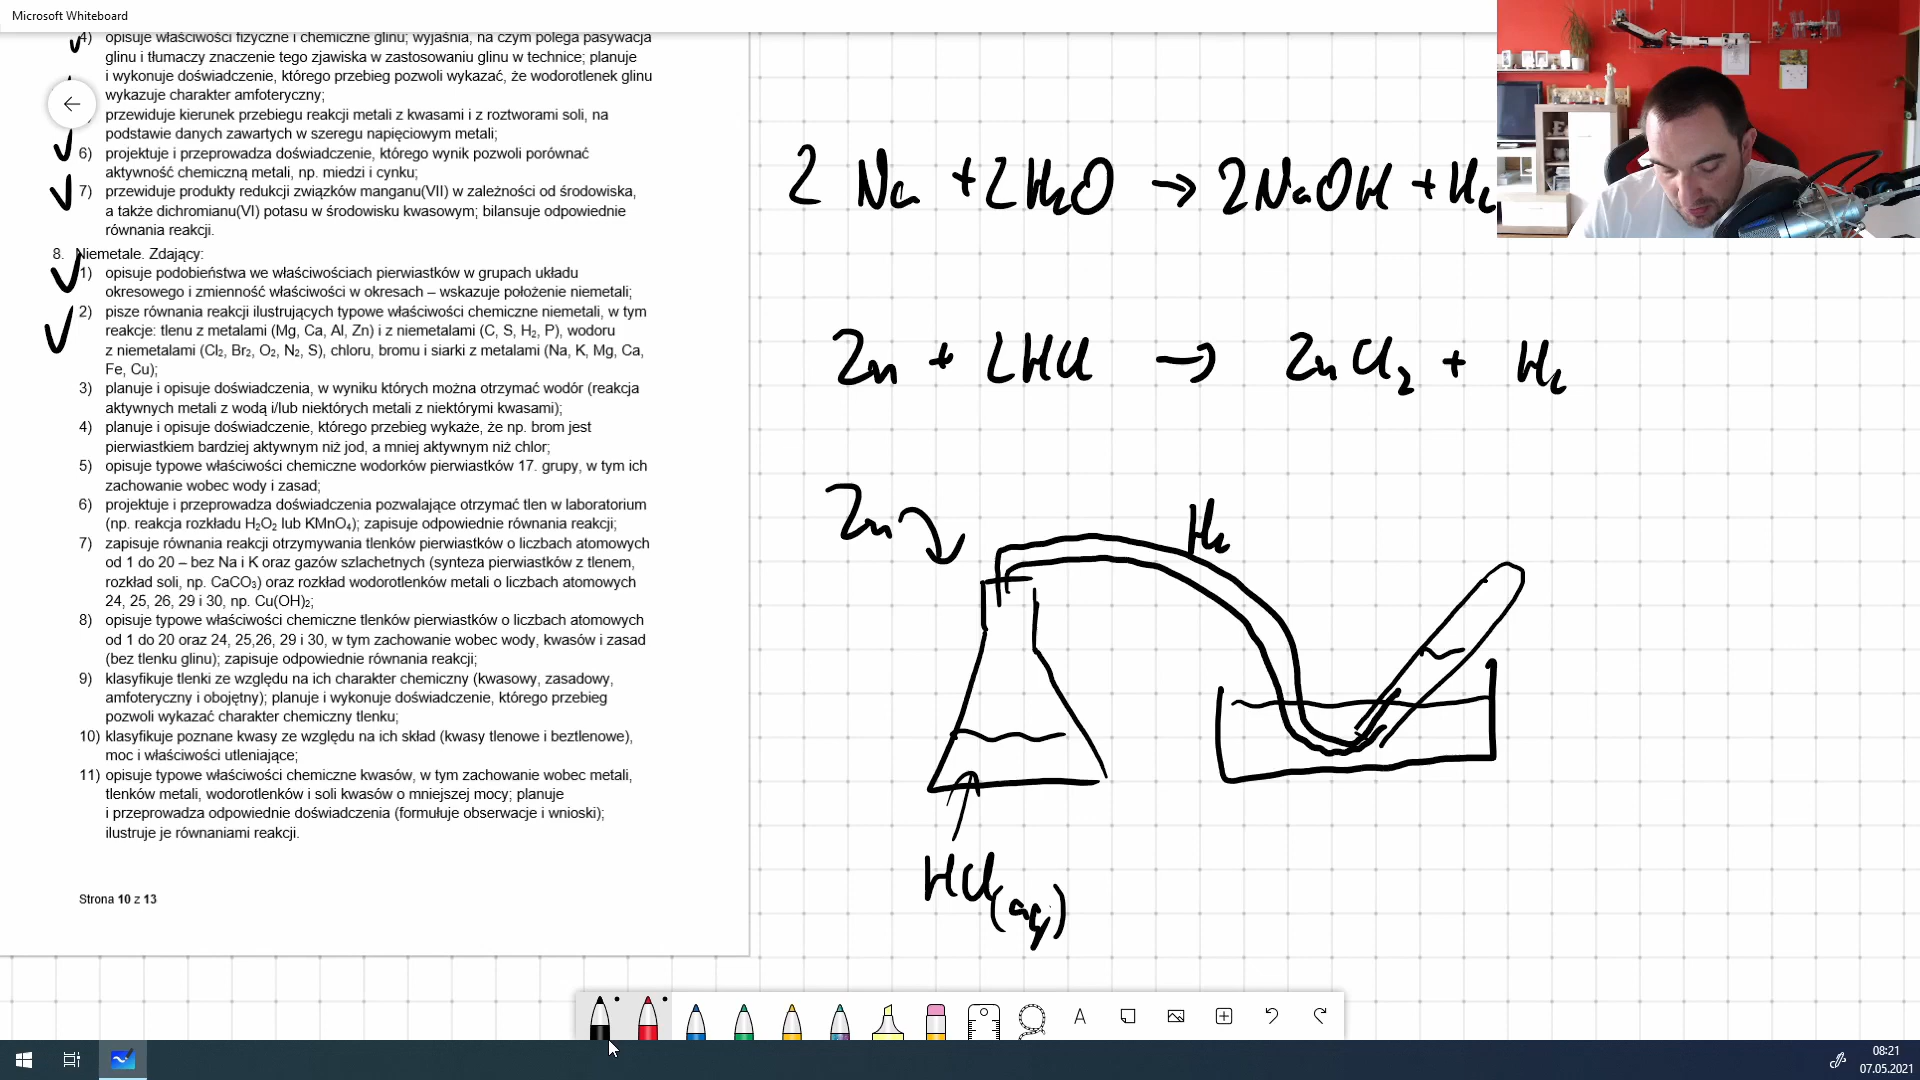 Microsoft Whiteboard
4) opisuje właściwości fizyczne i chemiczne glinu; wyjaśnia, na czym polega pasywacja
glinu i tłumaczy znaczenie tego zjawiska w zastosowaniu glinu w technice; planuje
i wykonuje doświadczenie, którego przebieg pozwoli wykazać, że wodorotlenek glinu
wykazuje charakter amfoteryczny;
przewiduje kierunek przebiegu reakcji metali z kwasami i z roztworami soli, na
podstawie danych zawartych w szeregu napięciowym metali;
6) projektuje i przeprowadza doświadczenie, którego wynik pozwoli porównać
aktywność chemiczną metali, np. miedzi i cynku;
7) przewiduje produkty redukcji związków manganu(VII) w zależności od środowiska,
a także dichromianu(VI) potasu w środowisku kwasowym; bilansuje odpowiednie
równania reakcji.
8. Niemetale. Zdający:
1) opisuje podobieństwa we właściwościach pierwiastków w grupach układu
okresowego i zmienność właściwości w okresach – wskazuje położenie niemetali;
2) pisze równania reakcji ilustrujących typowe właściwości chemiczne niemetali, w tym
reakcje: tlenu z metalami (Mg, Ca, Al, Zn) i z niemetalami (C, S, H₂, P), wodoru
z niemetalami (Cl₂, Br₂, O₂, N₂, S), chloru, bromu i siarki z metalami (Na, K, Mg, Ca,
Fe, Cu);
3) planuje i opisuje doświadczenia, w wyniku których można otrzymać wodór (reakcja
aktywnych metali z wodą i/lub niektórych metali z niektórymi kwasami);
4) planuje i opisuje doświadczenie, którego przebieg wykaże, że np. brom jest
pierwiastkiem bardziej aktywnym niż jod, a mniej aktywnym niż chlor;
5) opisuje typowe właściwości chemiczne wodorków pierwiastków 17. grupy, w tym ich
zachowanie wobec wody i zasad;
6) projektuje i przeprowadza doświadczenia pozwalające otrzymać tlen w laboratorium
(np. reakcja rozkładu H₂O₂ lub KMnO₄); zapisuje odpowiednie równania reakcji;
7) zapisuje równania reakcji otrzymywania tlenków pierwiastków o liczbach atomowych
od 1 do 20 – bez Na i K oraz gazów szlachetnych (synteza pierwiastków z tlenem,
rozkład soli, np. CaCO₃) oraz rozkład wodorotlenków metali o liczbach atomowych
24, 25, 26, 29 i 30, np. Cu(OH)₂;
8) opisuje typowe właściwości chemiczne tlenków pierwiastków o liczbach atomowych
od 1 do 20 oraz 24, 25,26, 29 i 30, w tym zachowanie wobec wody, kwasów i zasad
(bez tlenku glinu); zapisuje odpowiednie równania reakcji;
9) klasyfikuje tlenki ze względu na ich charakter chemiczny (kwasowy, zasadowy,
amfoteryczny i obojętny); planuje i wykonuje doświadczenie, którego przebieg
pozwoli wykazać charakter chemiczny tlenku;
10) klasyfikuje poznane kwasy ze względu na ich skład (kwasy tlenowe i beztlenowe),
moc i właściwości utleniające;
11) opisuje typowe właściwości chemiczne kwasów, w tym zachowanie wobec metali,
tlenków metali, wodorotlenków i soli kwasów o mniejszej mocy; planuje
i przeprowadza odpowiednie doświadczenia (formułuje obserwacje i wnioski);
ilustruje je równaniami reakcji.
Strona 10 z 13
2 Na + 2H₂O → 2NaOH + H₂
Zn + 2HCl → ZnCl₂ + H₂
Zn
H₂
HCl(aq)
A
08:21
07.05.2021